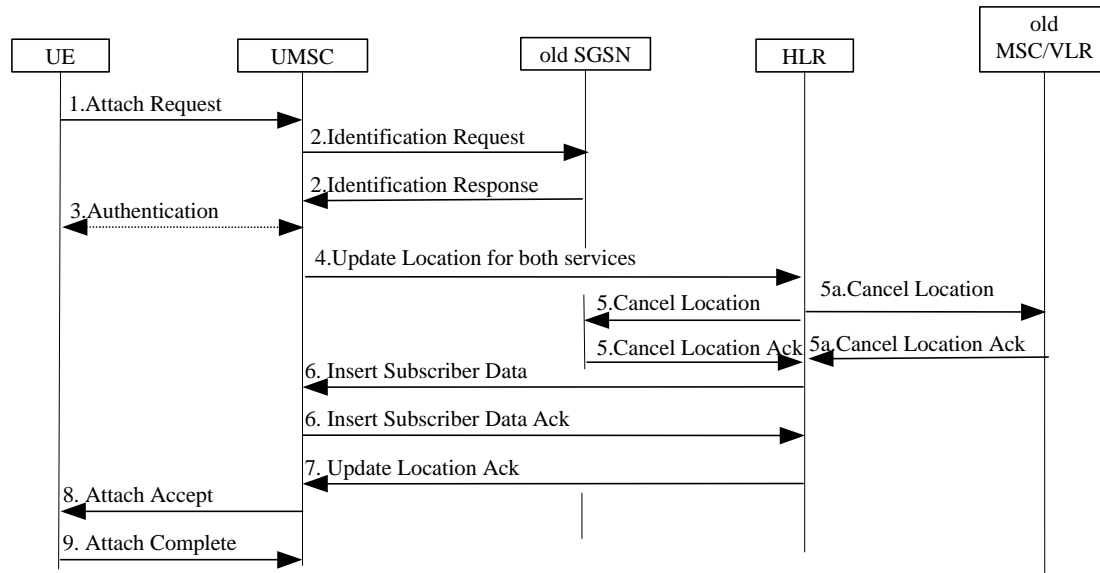 old
MSC/VLR
UE
UMSC
old SGSN
HLR
1.Attach Request
2.Identification Request
2.Identification Response
3.Authentication
4.Update Location for both services
5a.Cancel Location
5.Cancel Location
5.Cancel Location Ack
5a.Cancel Location Ack
6. Insert Subscriber Data
6. Insert Subscriber Data Ack
7. Update Location Ack
8. Attach Accept
9. Attach Complete